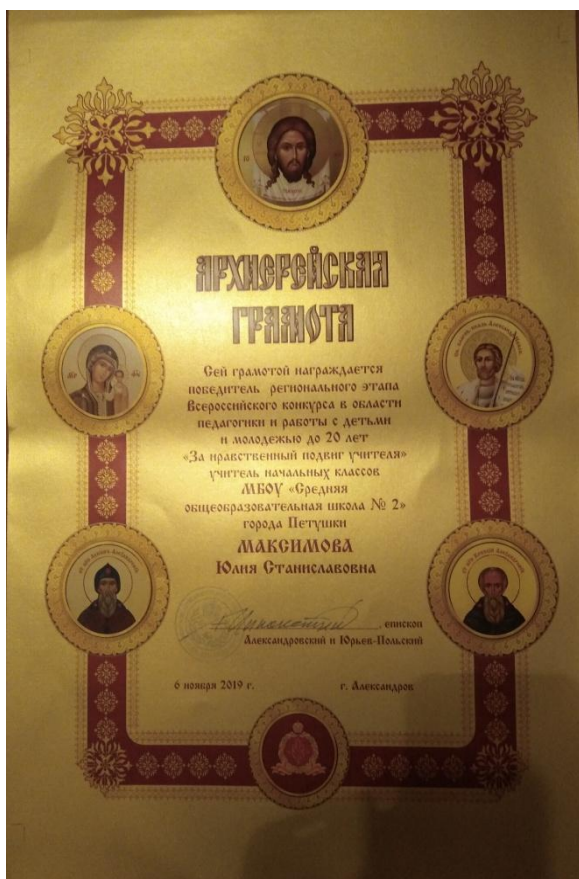 АРХИЕРЕЙСКАЯ
ГРАМОТА
Сей грамотой награждается
победитель регионального этапа
Всероссийского конкурса в области
педагогики и работы с детьми
и молодежью до 20 лет
«За нравственный подвиг учителя»
учитель начальных классов
МБОУ «Средняя
общеобразовательная школа № 2»
города Петушки
МАКСИМОВА
Юлия Станиславовна
епископ
Александровский и Юрьев-Польский
6 ноября 2019 г. г. Александров